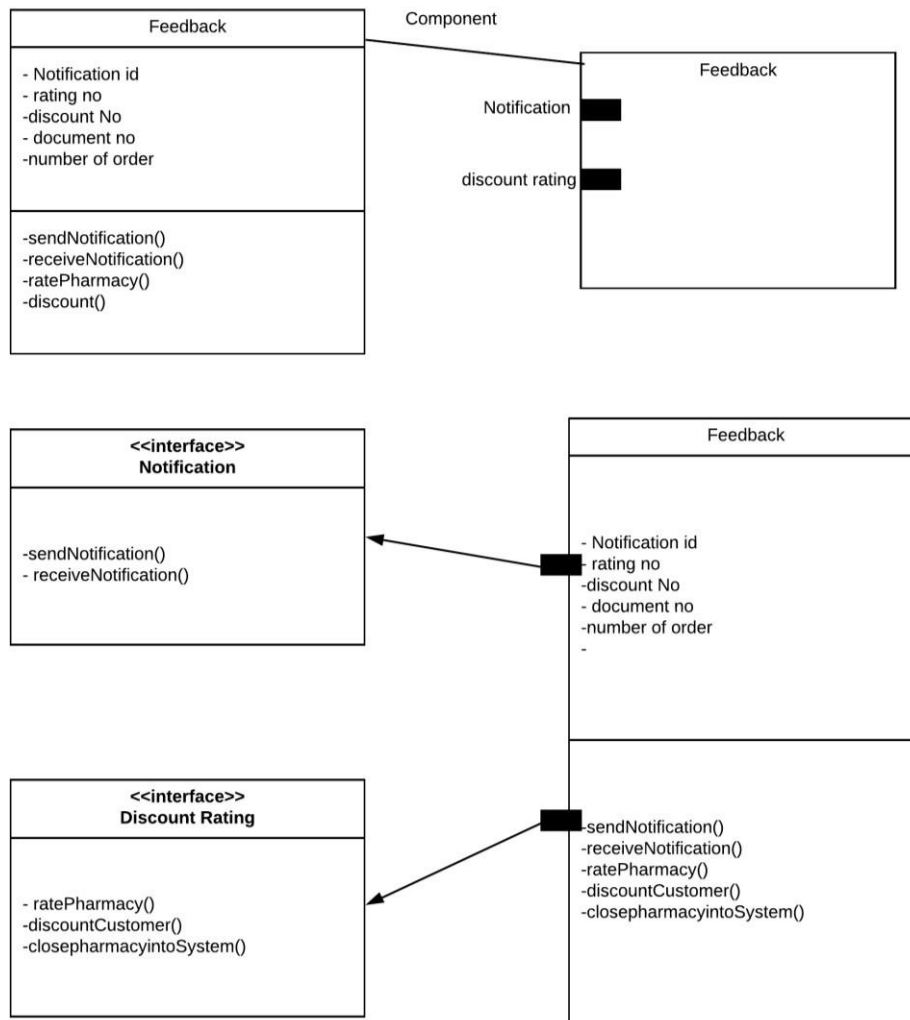 Feedback
- Notification id
- rating no
-discount No
- document no
-number of order
-sendNotification()
-receiveNotification()
-ratePharmacy()
-discount()
Component
Feedback
Notification
discount rating
<<interface>>
Notification
-sendNotification()
- receiveNotification()
Feedback
- Notification id
- rating no
-discount No
- document no
-number of order
-
-sendNotification()
-receiveNotification()
-ratePharmacy()
-discountCustomer()
-closepharmacyintoSystem()
<<interface>>
Discount Rating
- ratePharmacy()
-discountCustomer()
-closepharmacyintoSystem()